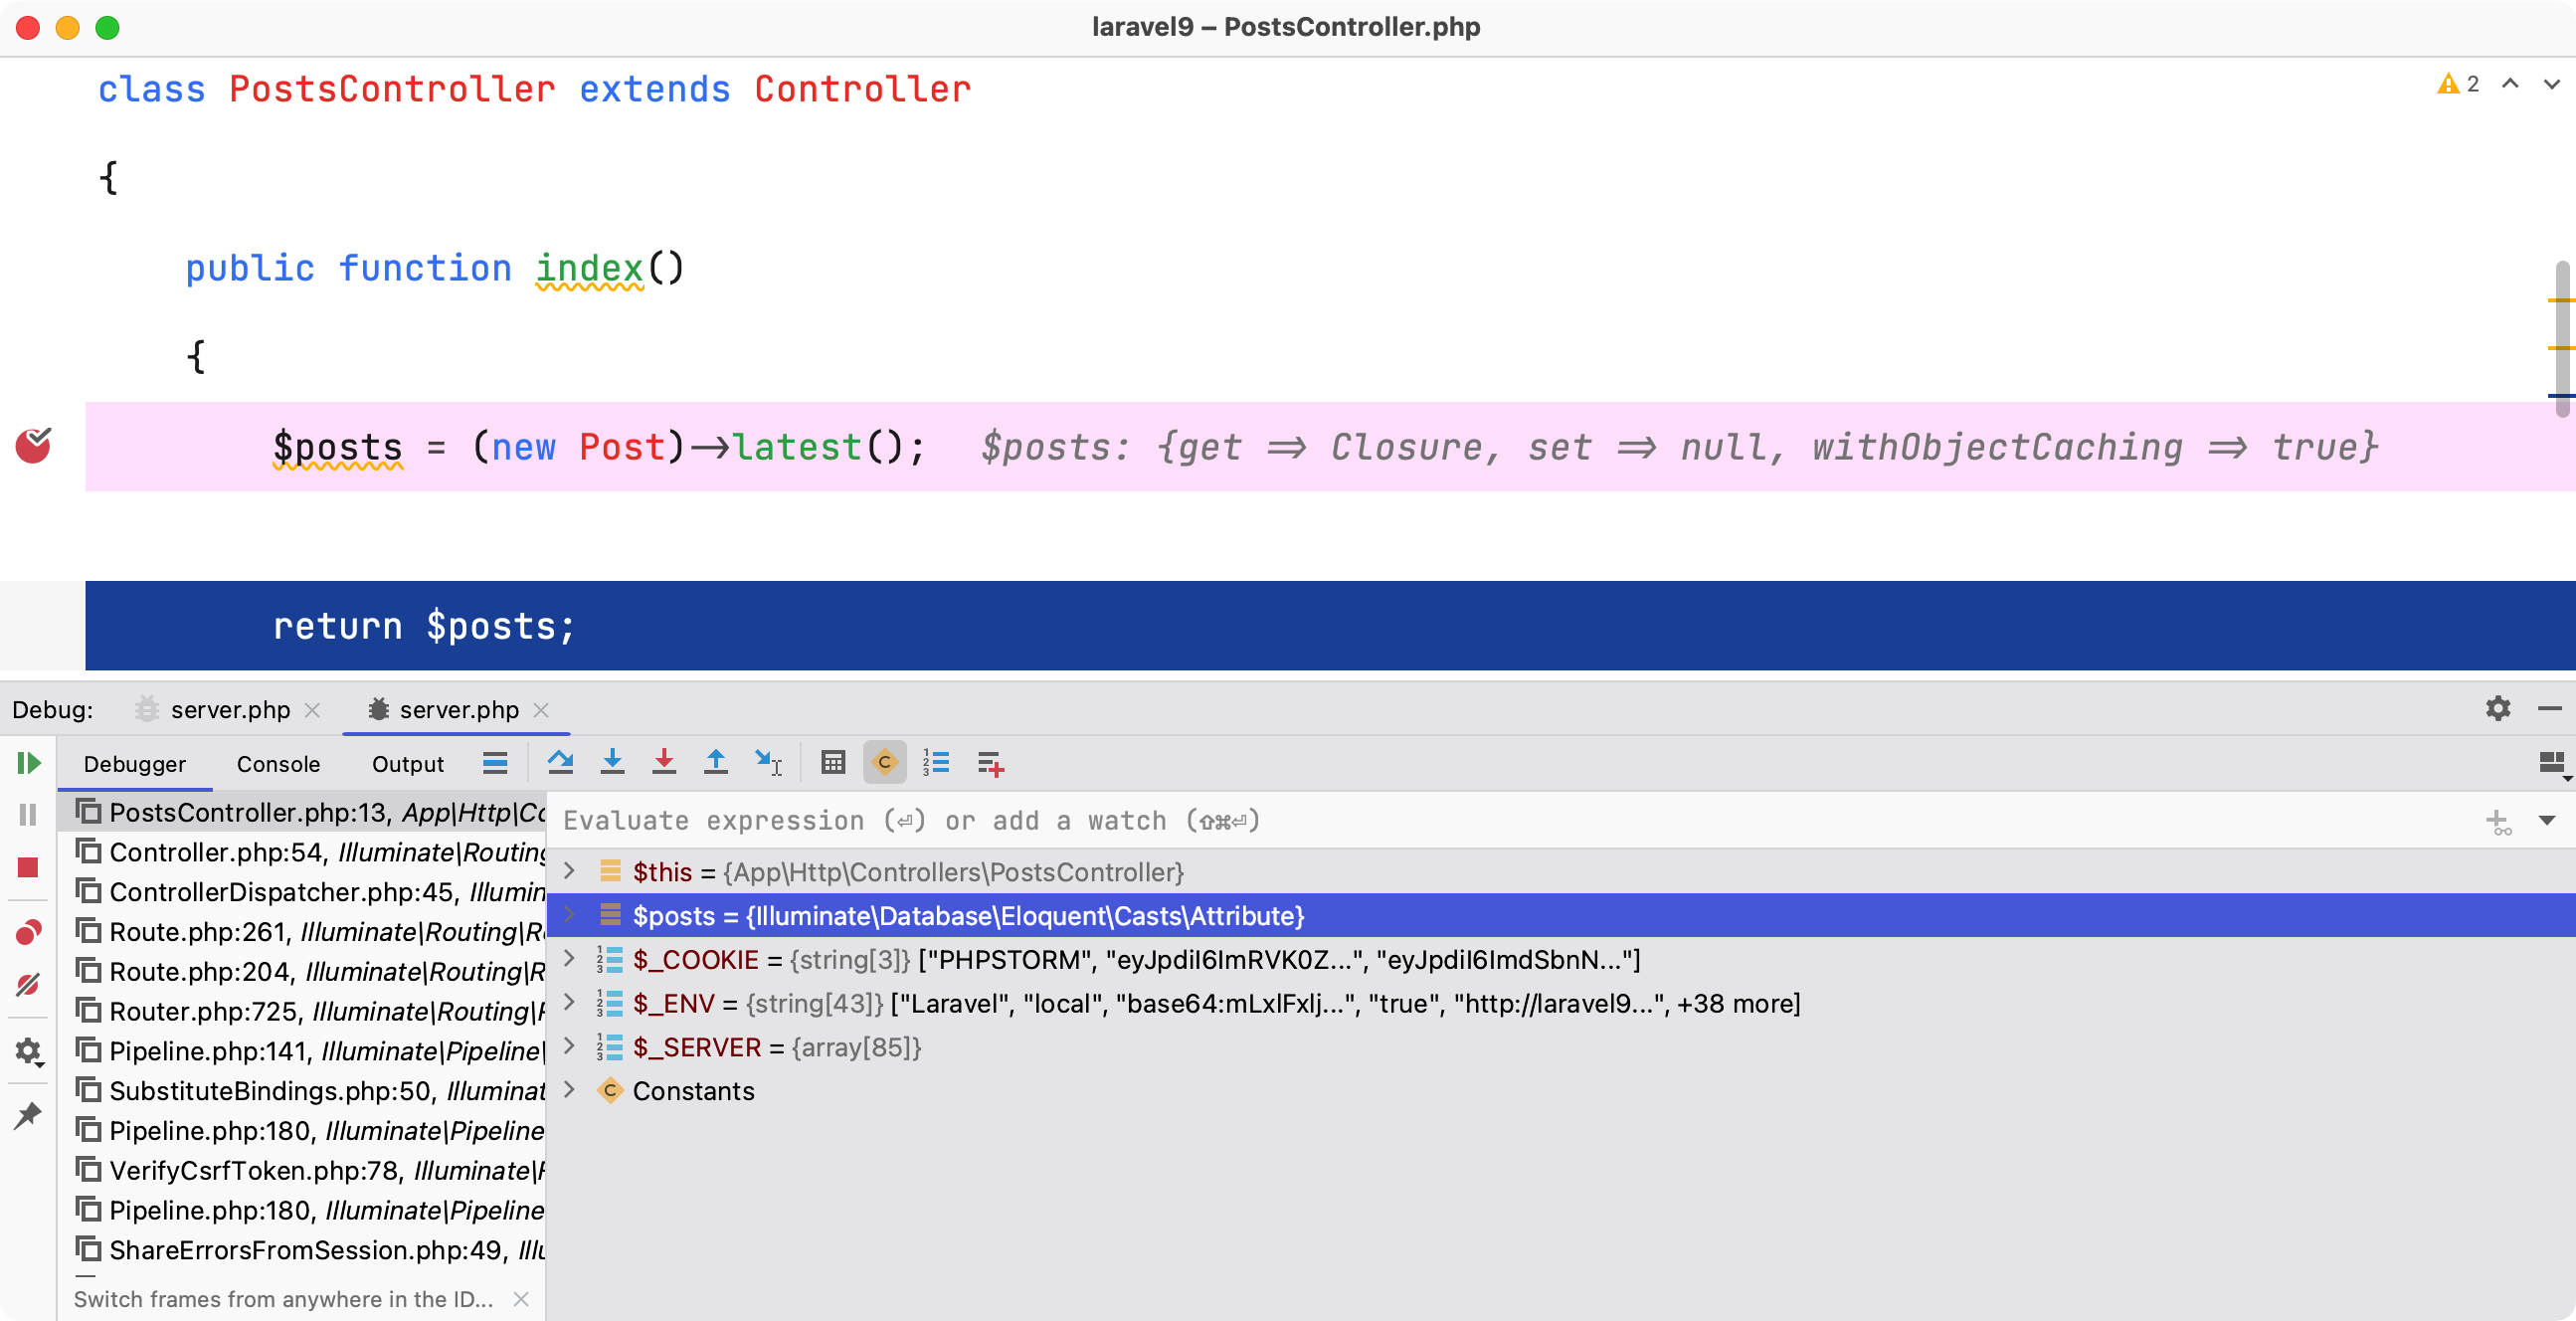 laravel9 – PostsController.php
class PostsController extends Controller
2
{
public function index()
{
$posts = (new Post)->latest(); $posts: {get => Closure, set => null, withObjectCaching => true}
return $posts;
Debug: server.php server.php
Debugger Console Output
PostsController.php:13, App\Http\Co
Controller.php:54, Illuminate\Routing
ControllerDispatcher.php:45, Illumin
Route.php:261, Illuminate\Routing\Ro
Route.php:204, Illuminate\Routing\R
Router.php:725, Illuminate\Routing\R
Pipeline.php:141, Illuminate\Pipeline\
SubstituteBindings.php:50, Illuminat
Pipeline.php:180, Illuminate\Pipeline
VerifyCsrfToken.php:78, Illuminate\F
Pipeline.php:180, Illuminate\Pipeline
ShareErrorsFromSession.php:49, Illu
Switch frames from anywhere in the ID...
Evaluate expression (⏎) or add a watch (⇧⌘⏎)
$this = {App\Http\Controllers\PostsController}
$posts = {Illuminate\Database\Eloquent\Casts\Attribute}
$_COOKIE = {string[3]} ["PHPSTORM", "eyJpdiI6ImRVK0Z...", "eyJpdiI6ImdSbnN..."]
$_ENV = {string[43]} ["Laravel", "local", "base64:mLxlFxlj...", "true", "http://laravel9...", +38 more]
$_SERVER = {array[85]}
C Constants